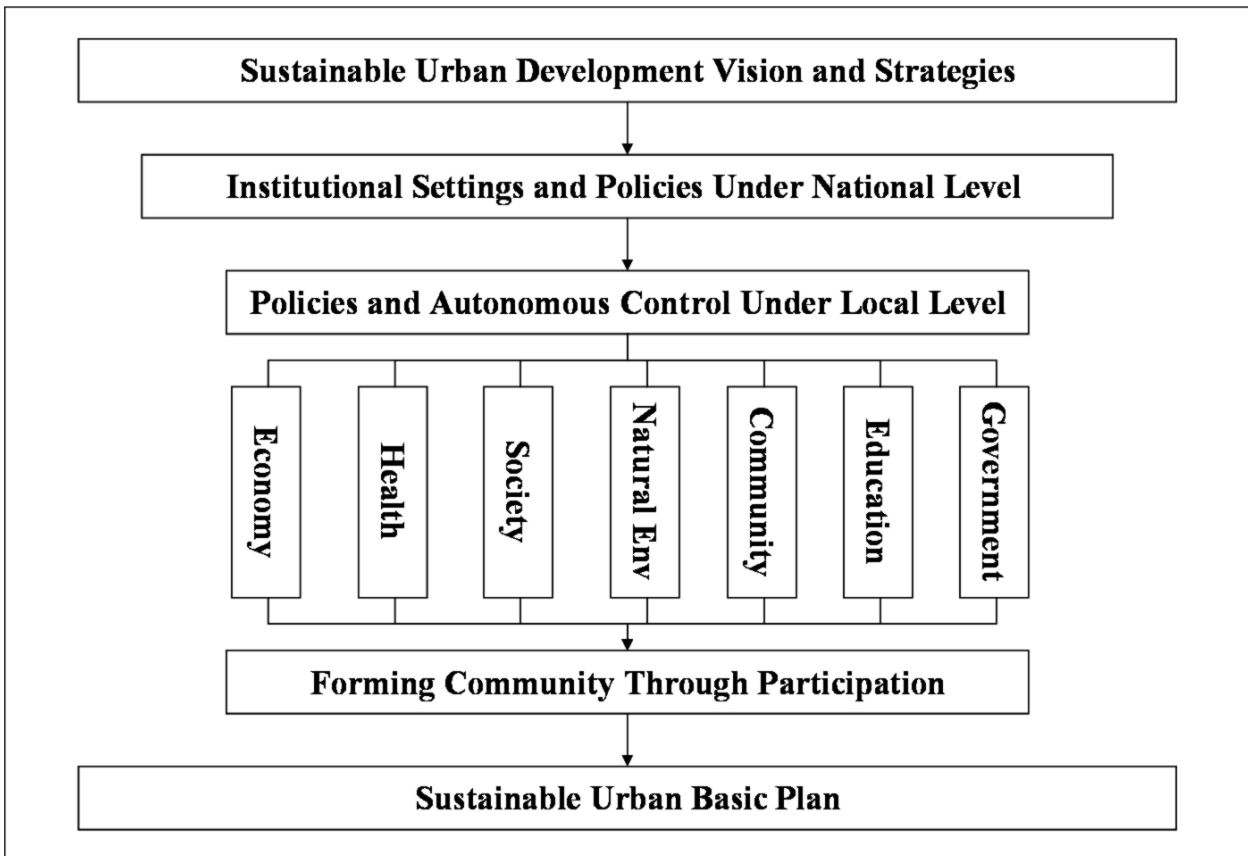 Sustainable Urban Development Vision and Strategies
Institutional Settings and Policies Under National Level
Policies and Autonomous Control Under Local Level
Economy
Health
Society
Natural Env
Community
Education
Government
Forming Community Through Participation
Sustainable Urban Basic Plan